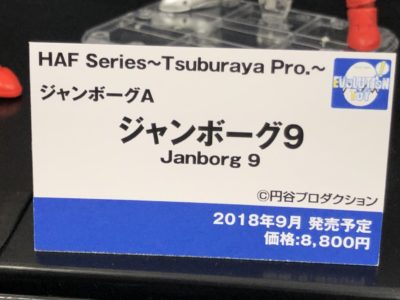 HAF Series~Tsuburaya Pro.~
EVOLUTION
TOY
ジャンボーグA
ジャンボーグ9
Janborg 9
©円谷プロダクション
2018年9月 発売予定
価格:8,800円